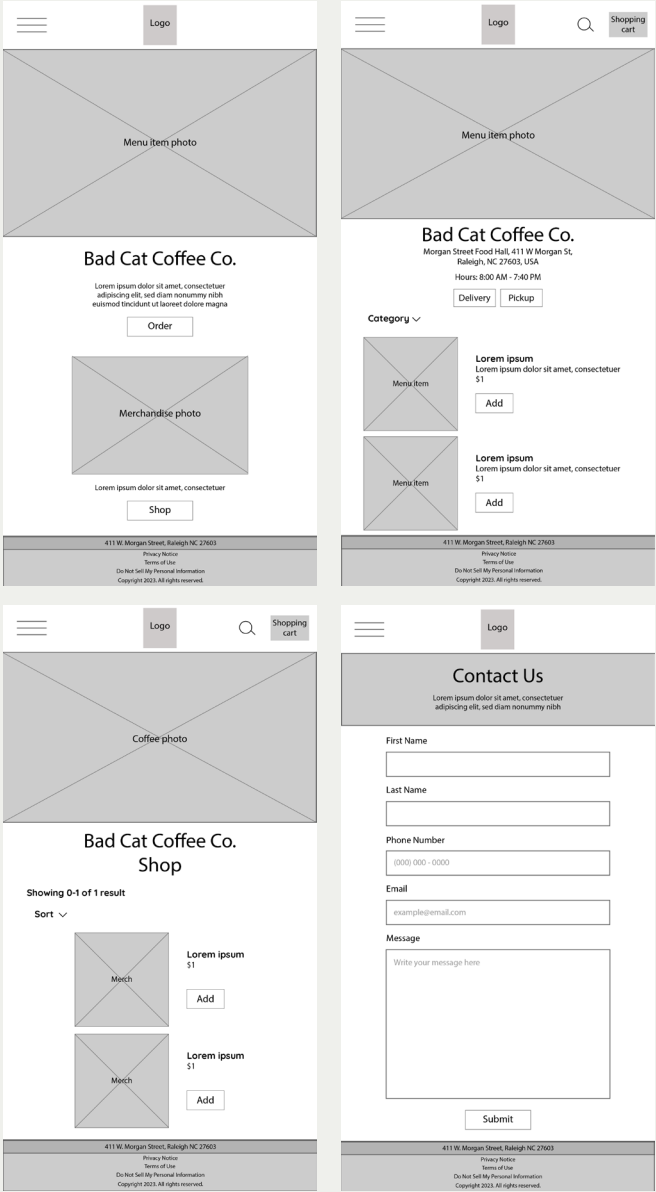 Logo
Menu item photo
Bad Cat Coffee Co.
Lorem ipsum dolor sit amet, consectetuer
adipiscing elit, sed diam nonummy nibh
euismod tincidunt ut laoreet dolore magna
Order
Merchandise photo
Lorem ipsum dolor sit amet, consectetuer
Shop
411 W. Morgan Street, Raleigh NC 27603
Privacy Notice
Terms of Use
Do Not Sell My Personal Information
Copyright 2023. All rights reserved.
Logo
Shopping
cart
Menu item photo
Bad Cat Coffee Co.
Morgan Street Food Hall, 411 W Morgan St,
Raleigh, NC 27603, USA
Hours: 8:00 AM - 7:40 PM
Delivery
Pickup
Category
Menu item
Lorem ipsum
Lorem ipsum dolor sit amet, consectetuer
$1
Add
Menu item
Lorem ipsum
Lorem ipsum dolor sit amet, consectetuer
$1
Add
411 W. Morgan Street, Raleigh NC 27603
Privacy Notice
Terms of Use
Do Not Sell My Personal Information
Copyright 2023. All rights reserved.
Logo
Shopping
cart
Coffee photo
Bad Cat Coffee Co.
Shop
Showing 0-1 of 1 result
Sort
Merch
Lorem ipsum
$1
Add
Merch
Lorem ipsum
$1
Add
411 W. Morgan Street, Raleigh NC 27603
Privacy Notice
Terms of Use
Do Not Sell My Personal Information
Copyright 2023. All rights reserved.
Logo
Contact Us
Lorem ipsum dolor sit amet, consectetuer
adipiscing elit, sed diam nonummy nibh
First Name
Last Name
Phone Number
(000) 000 - 0000
Email
example@email.com
Message
Write your message here
Submit
411 W. Morgan Street, Raleigh NC 27603
Privacy Notice
Terms of Use
Do Not Sell My Personal Information
Copyright 2023. All rights reserved.